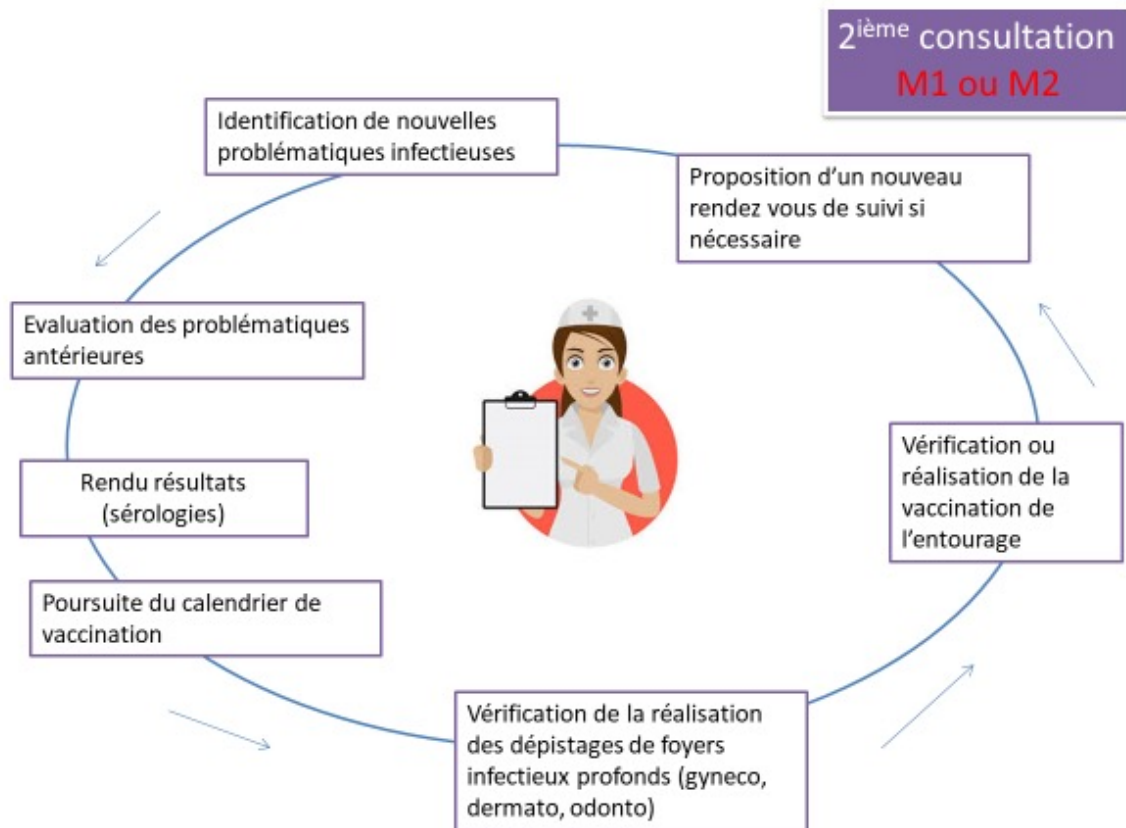 2ième consultation
M1 ou M2
Identification de nouvelles
problématiques infectieuses
Proposition d’un nouveau
rendez vous de suivi si
nécessaire
Evaluation des problématiques
antérieures
Rendu résultats
(sérologies)
Vérification ou
réalisation de la
vaccination de
l’entourage
Poursuite du calendrier de
vaccination
Vérification de la réalisation
des dépistages de foyers
infectieux profonds (gyneco,
dermato, odonto)